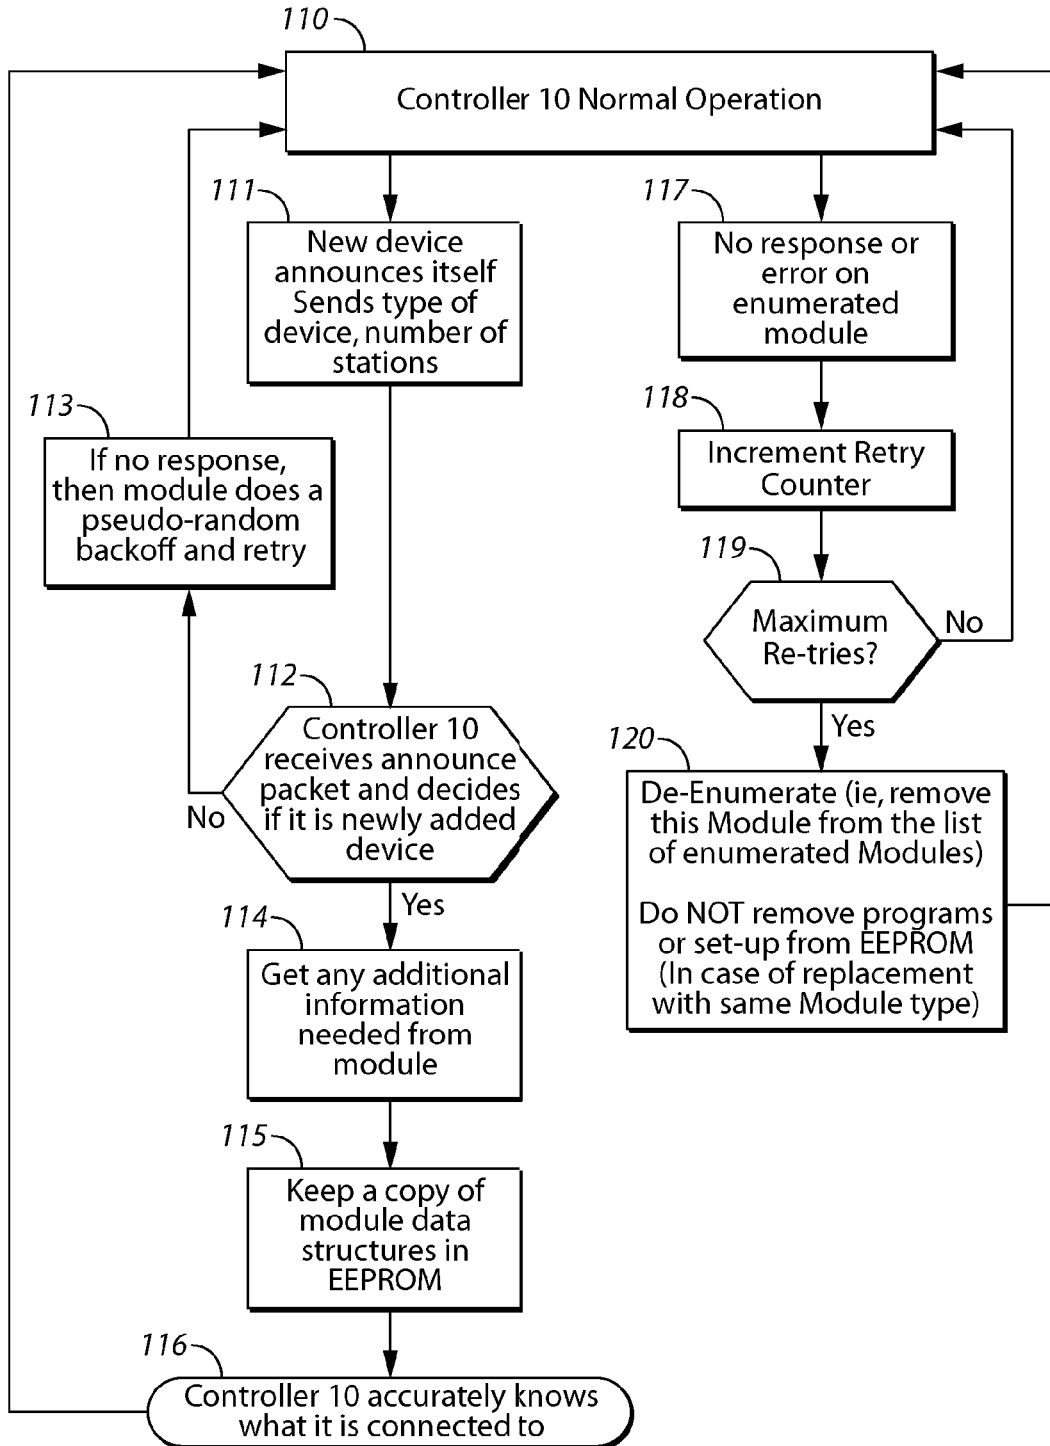 110
Controller 10 Normal Operation
111
New device
announces itself
Sends type of
device, number of
stations
117
No response or
error on
enumerated
module
113
If no response,
then module does a
pseudo-random
backoff and retry
118
Increment Retry
Counter
119
Maximum
Re-tries?
No
Yes
112
Controller 10
receives announce
packet and decides
if it is newly added
device
No
Yes
120
De-Enumerate (ie, remove
this Module from the list
of enumerated Modules)
Do NOT remove programs
or set-up from EEPROM
(In case of replacement
with same Module type)
114
Get any additional
information
needed from
module
115
Keep a copy of
module data
structures in
EEPROM
116
Controller 10 accurately knows
what it is connected to